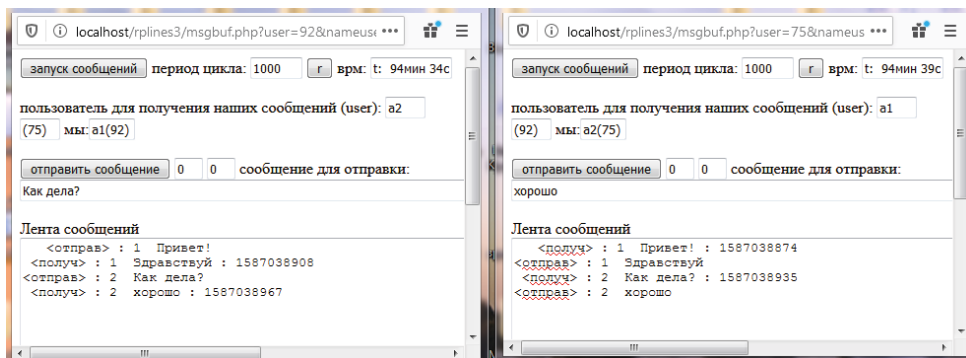 localhost/rplines3/msgbuf.php?user=92&nameuse
запуск сообщений период цикла: 1000 г врм: t: 94мин 34с
пользователь для получения наших сообщений (user): a2
(75) мы: a1(92)
отправить сообщение 0 0 сообщение для отправки:
Как дела?
Лента сообщений
<отправ> : 1 Привет!
<получ> : 1 Здравствуй : 1587038908
<отправ> : 2 Как дела?
<получ> : 2 хорошо : 1587038967
localhost/rplines3/msgbuf.php?user=75&nameus
запуск сообщений период цикла: 1000 г врм: t: 94мин 39с
пользователь для получения наших сообщений (user): a1
(92) мы: a2(75)
отправить сообщение 0 0 сообщение для отправки:
хорошо
Лента сообщений
<получ> : 1 Привет! : 1587038874
<отправ> : 1 Здравствуй
<получ> : 2 Как дела? : 1587038935
<отправ> : 2 хорошо